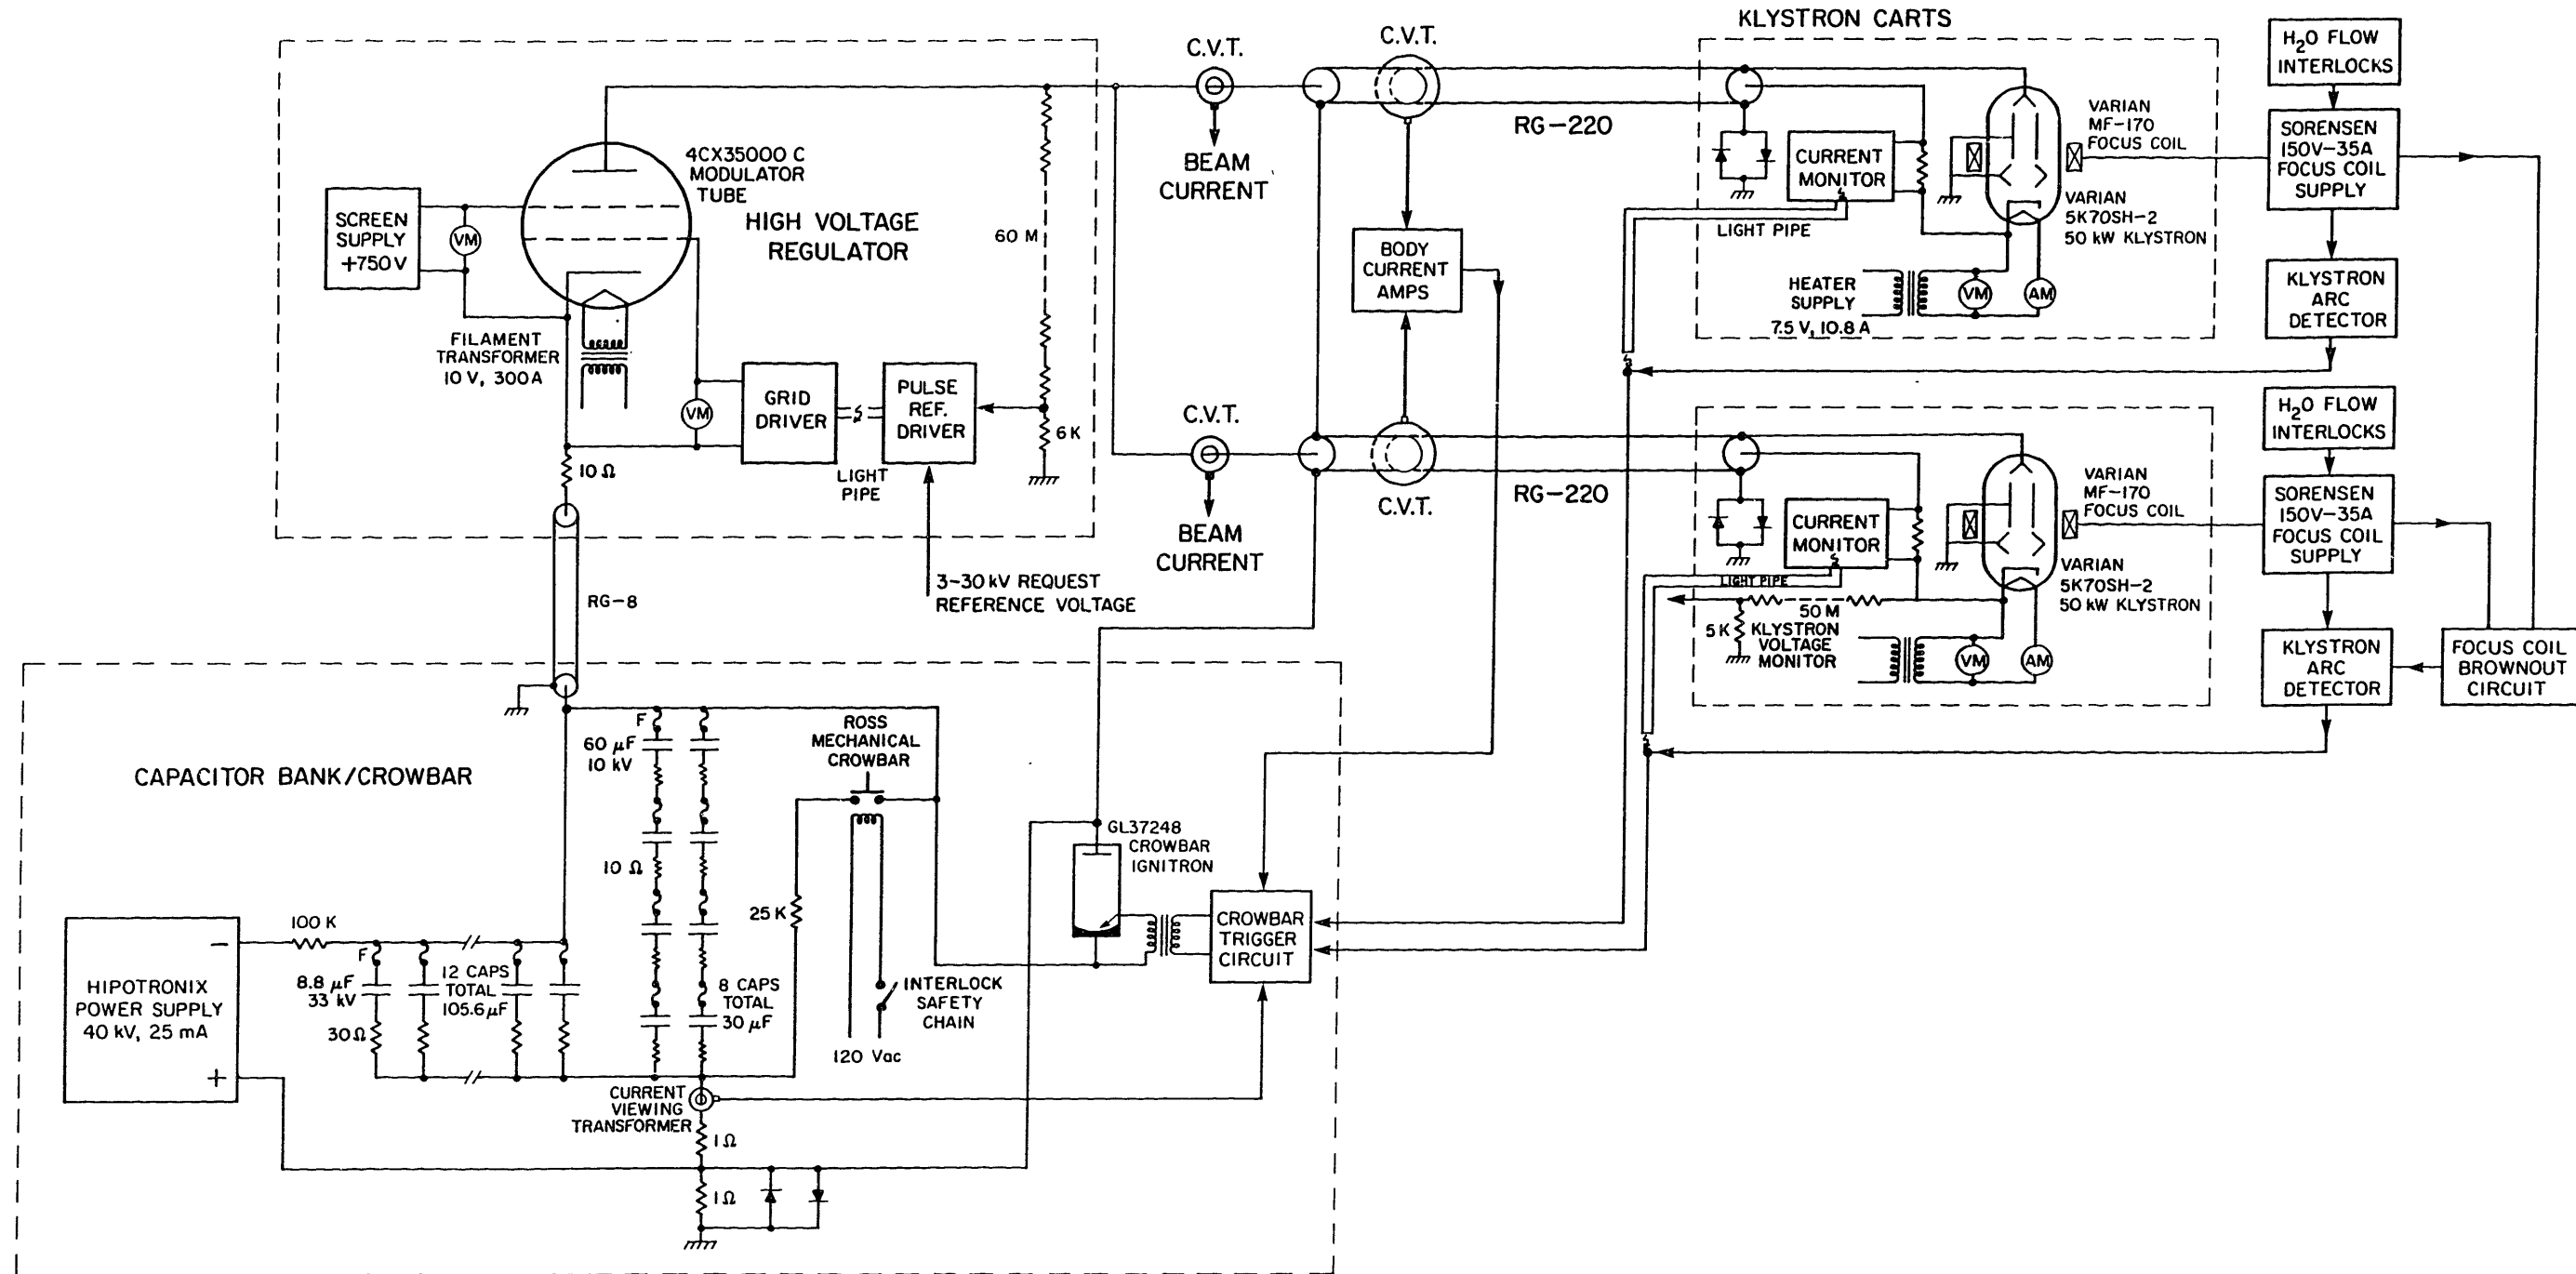 KLYSTRON CARTS
C.V.T.
C.V.T.
H2O FLOW
INTERLOCKS
4CX35000 C
MODULATOR
TUBE
HIGH VOLTAGE
REGULATOR
SCREEN
SUPPLY
+750V
VM
60 M
FILAMENT
TRANSFORMER
10 V, 300A
VM
GRID
DRIVER
LIGHT
PIPE
PULSE
REF.
DRIVER
6K
10 Ω
3-30 kV REQUEST
REFERENCE VOLTAGE
RG-8
BEAM
CURRENT
RG-220
BODY
CURRENT
AMPS
CURRENT
MONITOR
LIGHT PIPE
VARIAN
MF-170
FOCUS COIL
VARIAN
5K70SH-2
50 kW KLYSTRON
HEATER
SUPPLY
7.5 V, 10.8 A
VM
AM
SORENSEN
150V-35A
FOCUS COIL
SUPPLY
KLYSTRON
ARC
DETECTOR
C.V.T.
BEAM
CURRENT
C.V.T.
RG-220
CURRENT
MONITOR
LIGHT PIPE
50 M
5K
KLYSTRON
VOLTAGE
MONITOR
VM
AM
VARIAN
MF-170
FOCUS COIL
VARIAN
5K70SH-2
50 kW KLYSTRON
H2O FLOW
INTERLOCKS
SORENSEN
150V-35A
FOCUS COIL
SUPPLY
KLYSTRON
ARC
DETECTOR
FOCUS COIL
BROWNOUT
CIRCUIT
CAPACITOR BANK/CROWBAR
F
60 µF
10 kV
10 Ω
ROSS
MECHANICAL
CROWBAR
25 K
GL37248
CROWBAR
IGNITRON
CROWBAR
TRIGGER
CIRCUIT
INTERLOCK
SAFETY
CHAIN
120 Vac
8 CAPS
TOTAL
30 µF
HIPOTRONIX
POWER SUPPLY
40 kV, 25 mA
−
+
100 K
F
8.8 µF
33 kV
30Ω
12 CAPS
TOTAL
105.6µF
CURRENT
VIEWING
TRANSFORMER
1Ω
1Ω